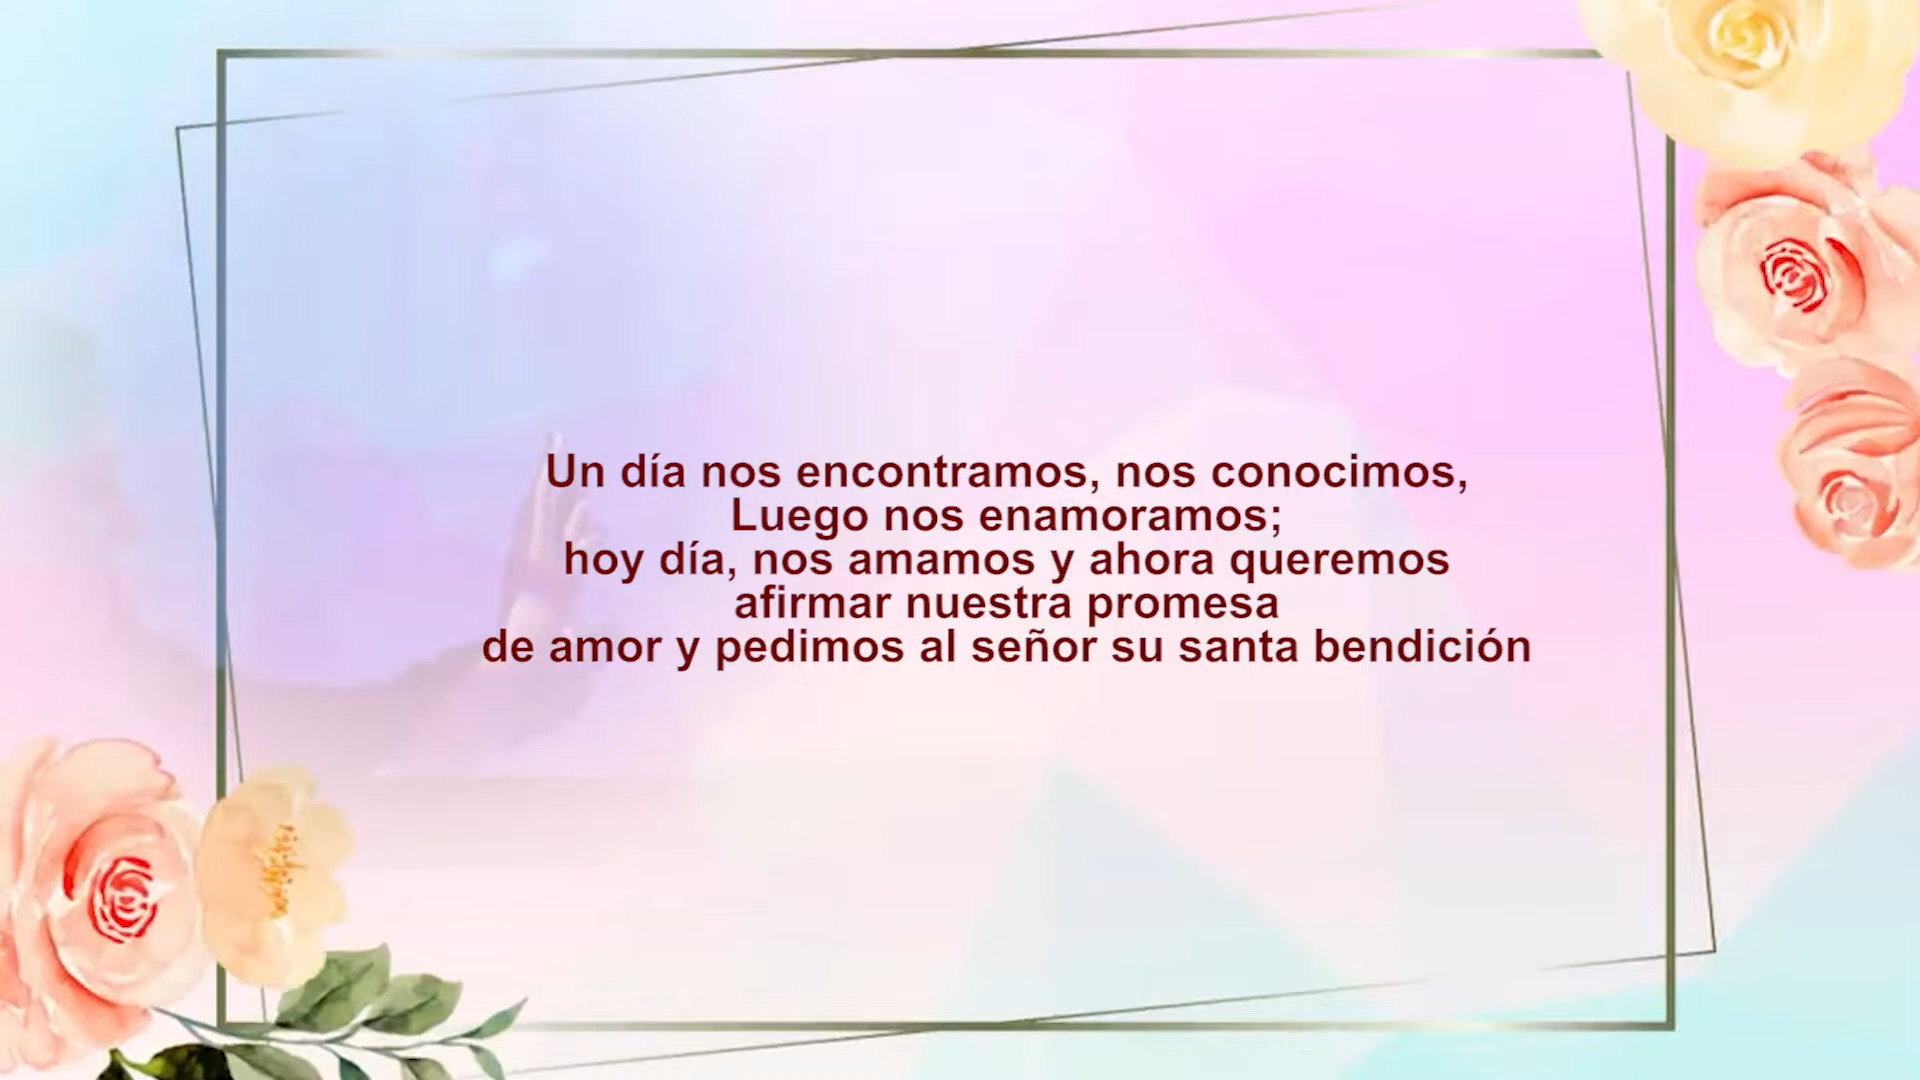 Un día nos encontramos, nos conocimos,
Luego nos enamoramos;
hoy día, nos amamos y ahora queremos
afirmar nuestra promesa
de amor y pedimos al señor su santa bendición